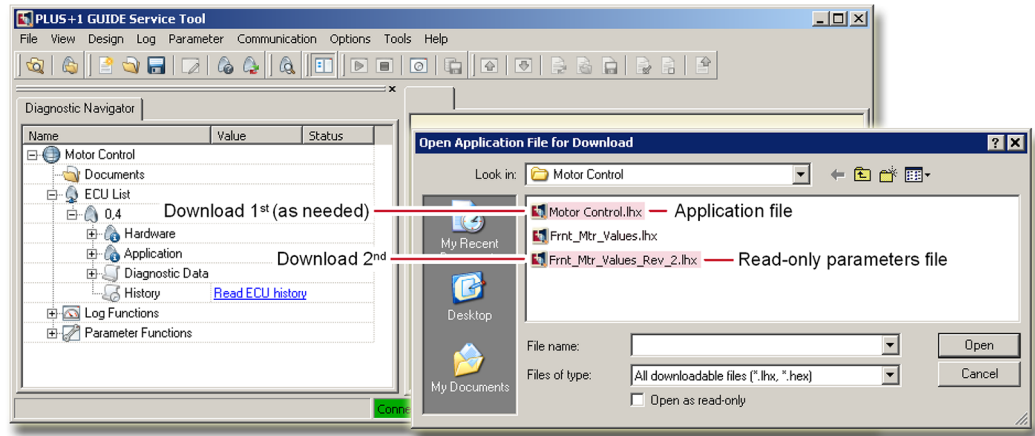 PLUS+1 GUIDE Service Tool
File View Design Log Parameter Communication Options Tools Help
Diagnostic Navigator
Name Value Status
Motor Control
Documents
ECU List
0,4
Hardware
Application
Diagnostic Data
History Read ECU history
Log Functions
Parameter Functions
Download 1st (as needed)
Download 2nd
Open Application File for Download
Look in: Motor Control
My Recent
Desktop
My Documents
Motor Control.lhx
Application file
Frnt_Mtr_Values.lhx
Frnt_Mtr_Values_Rev_2.lhx
Read-only parameters file
File name:
Open
Files of type: All downloadable files (*.lhx, *.hex)
Cancel
Open as read-only